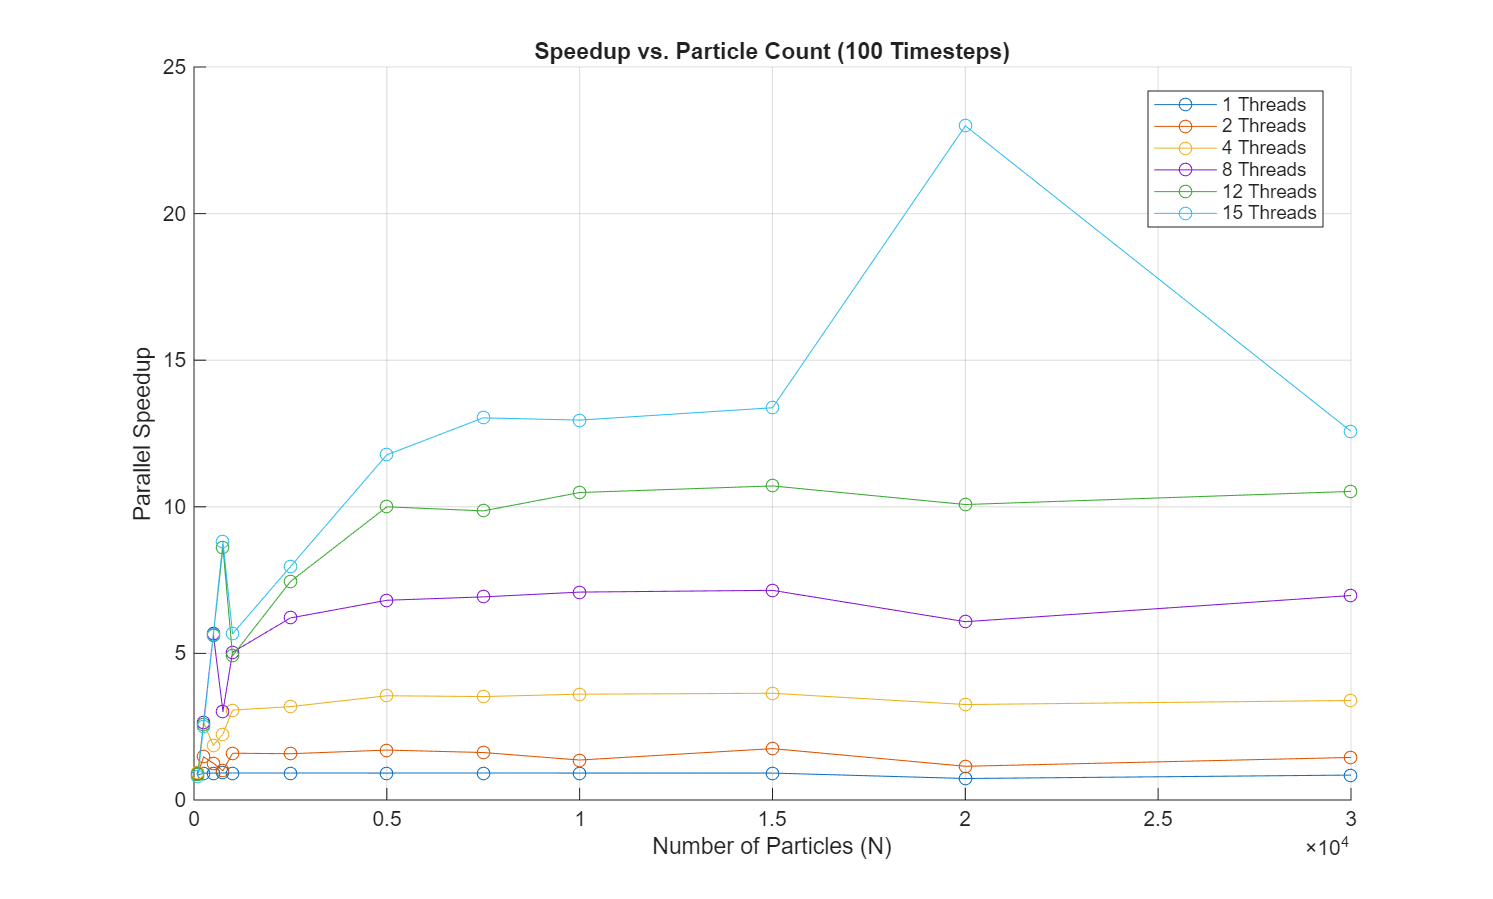 Speedup vs. Particle Count (100 Timesteps)
25
20
15
10
5
0
Parallel Speedup
1 Threads
2 Threads
4 Threads
8 Threads
12 Threads
15 Threads
0 0.5 1 1.5 2 2.5 3
Number of Particles (N)
×10⁴